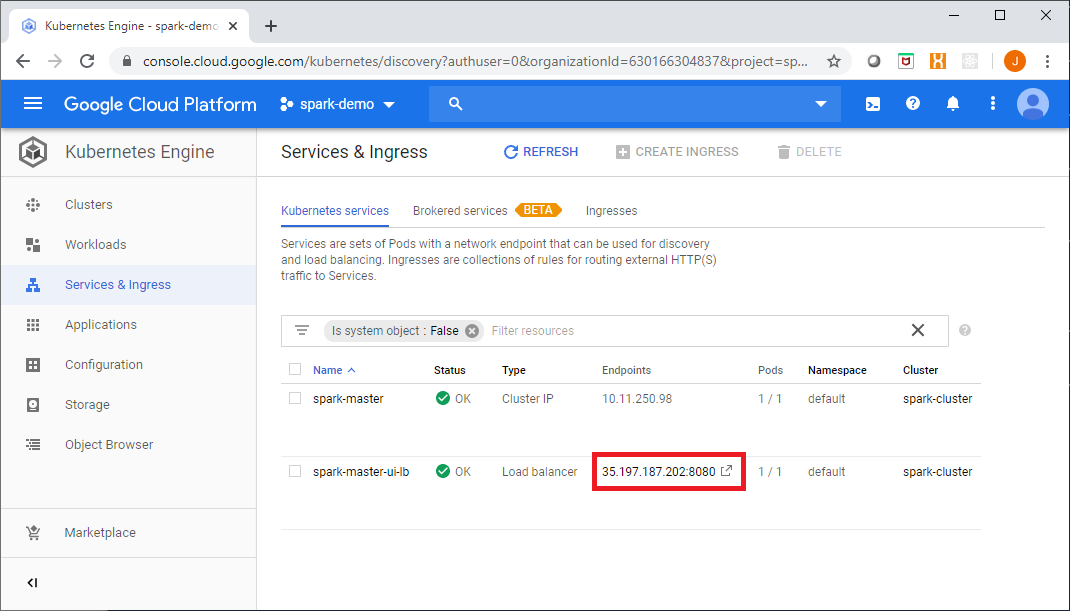 Kubernetes Engine - spark-demo
console.cloud.google.com/kubernetes/discovery?authuser=0&organizationId=630166304837&project=sp...
J
Google Cloud Platform
spark-demo
Kubernetes Engine
Services & Ingress
REFRESH
CREATE INGRESS
DELETE
Clusters
Workloads
Services & Ingress
Applications
Configuration
Storage
Object Browser
Marketplace
Kubernetes services
Brokered services BETA
Ingresses
Services are sets of Pods with a network endpoint that can be used for discovery
and load balancing. Ingresses are collections of rules for routing external HTTP(S)
traffic to Services.
Is system object : False
Filter resources
Name Status Type Endpoints Pods Namespace Cluster
spark-master OK Cluster IP 10.11.250.98 1 / 1 default spark-cluster
spark-master-ui-lb OK Load balancer 35.197.187.202:8080 1 / 1 default spark-cluster